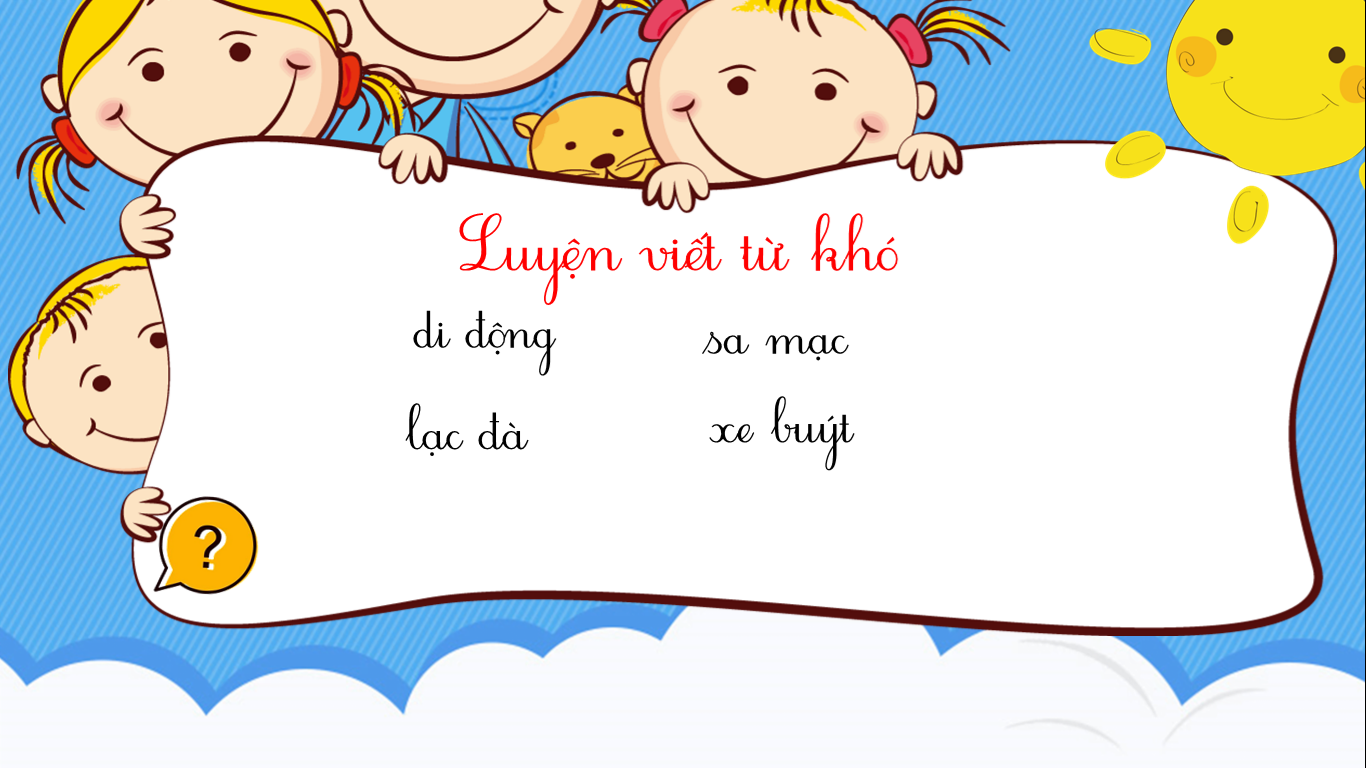 Luyện viết từ khó
di động sa mạc
lạc đà xe buýt
?